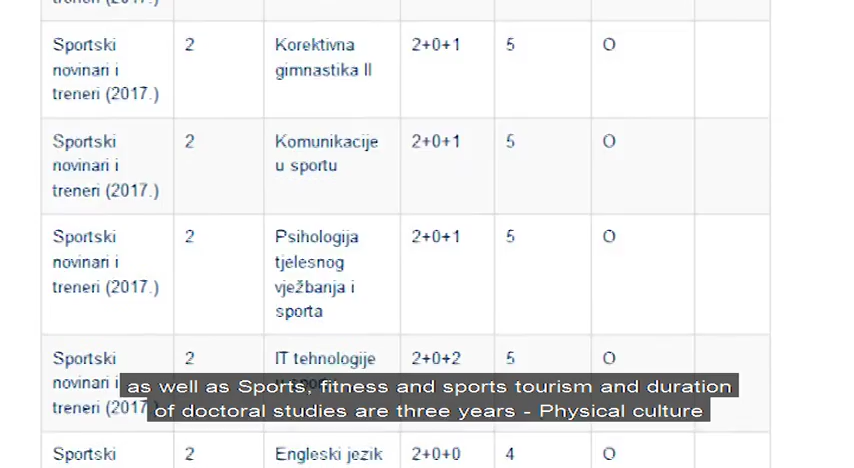 Sportski 2 Korektivna 2+0+1 5 O
novinari i gimnastika II
treneri (2017.)
Sportski 2 Komunikacije 2+0+1 5 O
novinari i u sportu
treneri (2017.)
Sportski 2 Psihologija 2+0+1 5 O
novinari i tjelesnog
treneri (2017.) vježbanja i
sporta
Sportski 2 IT tehnologije 2+0+2 5 O
novinari i
treneri (2017
as well as Sports, fitness and sports tourism and duration
of doctoral studies are three years - Physical culture
Sportski 2 Engleski jezik 2+0+0 4 O